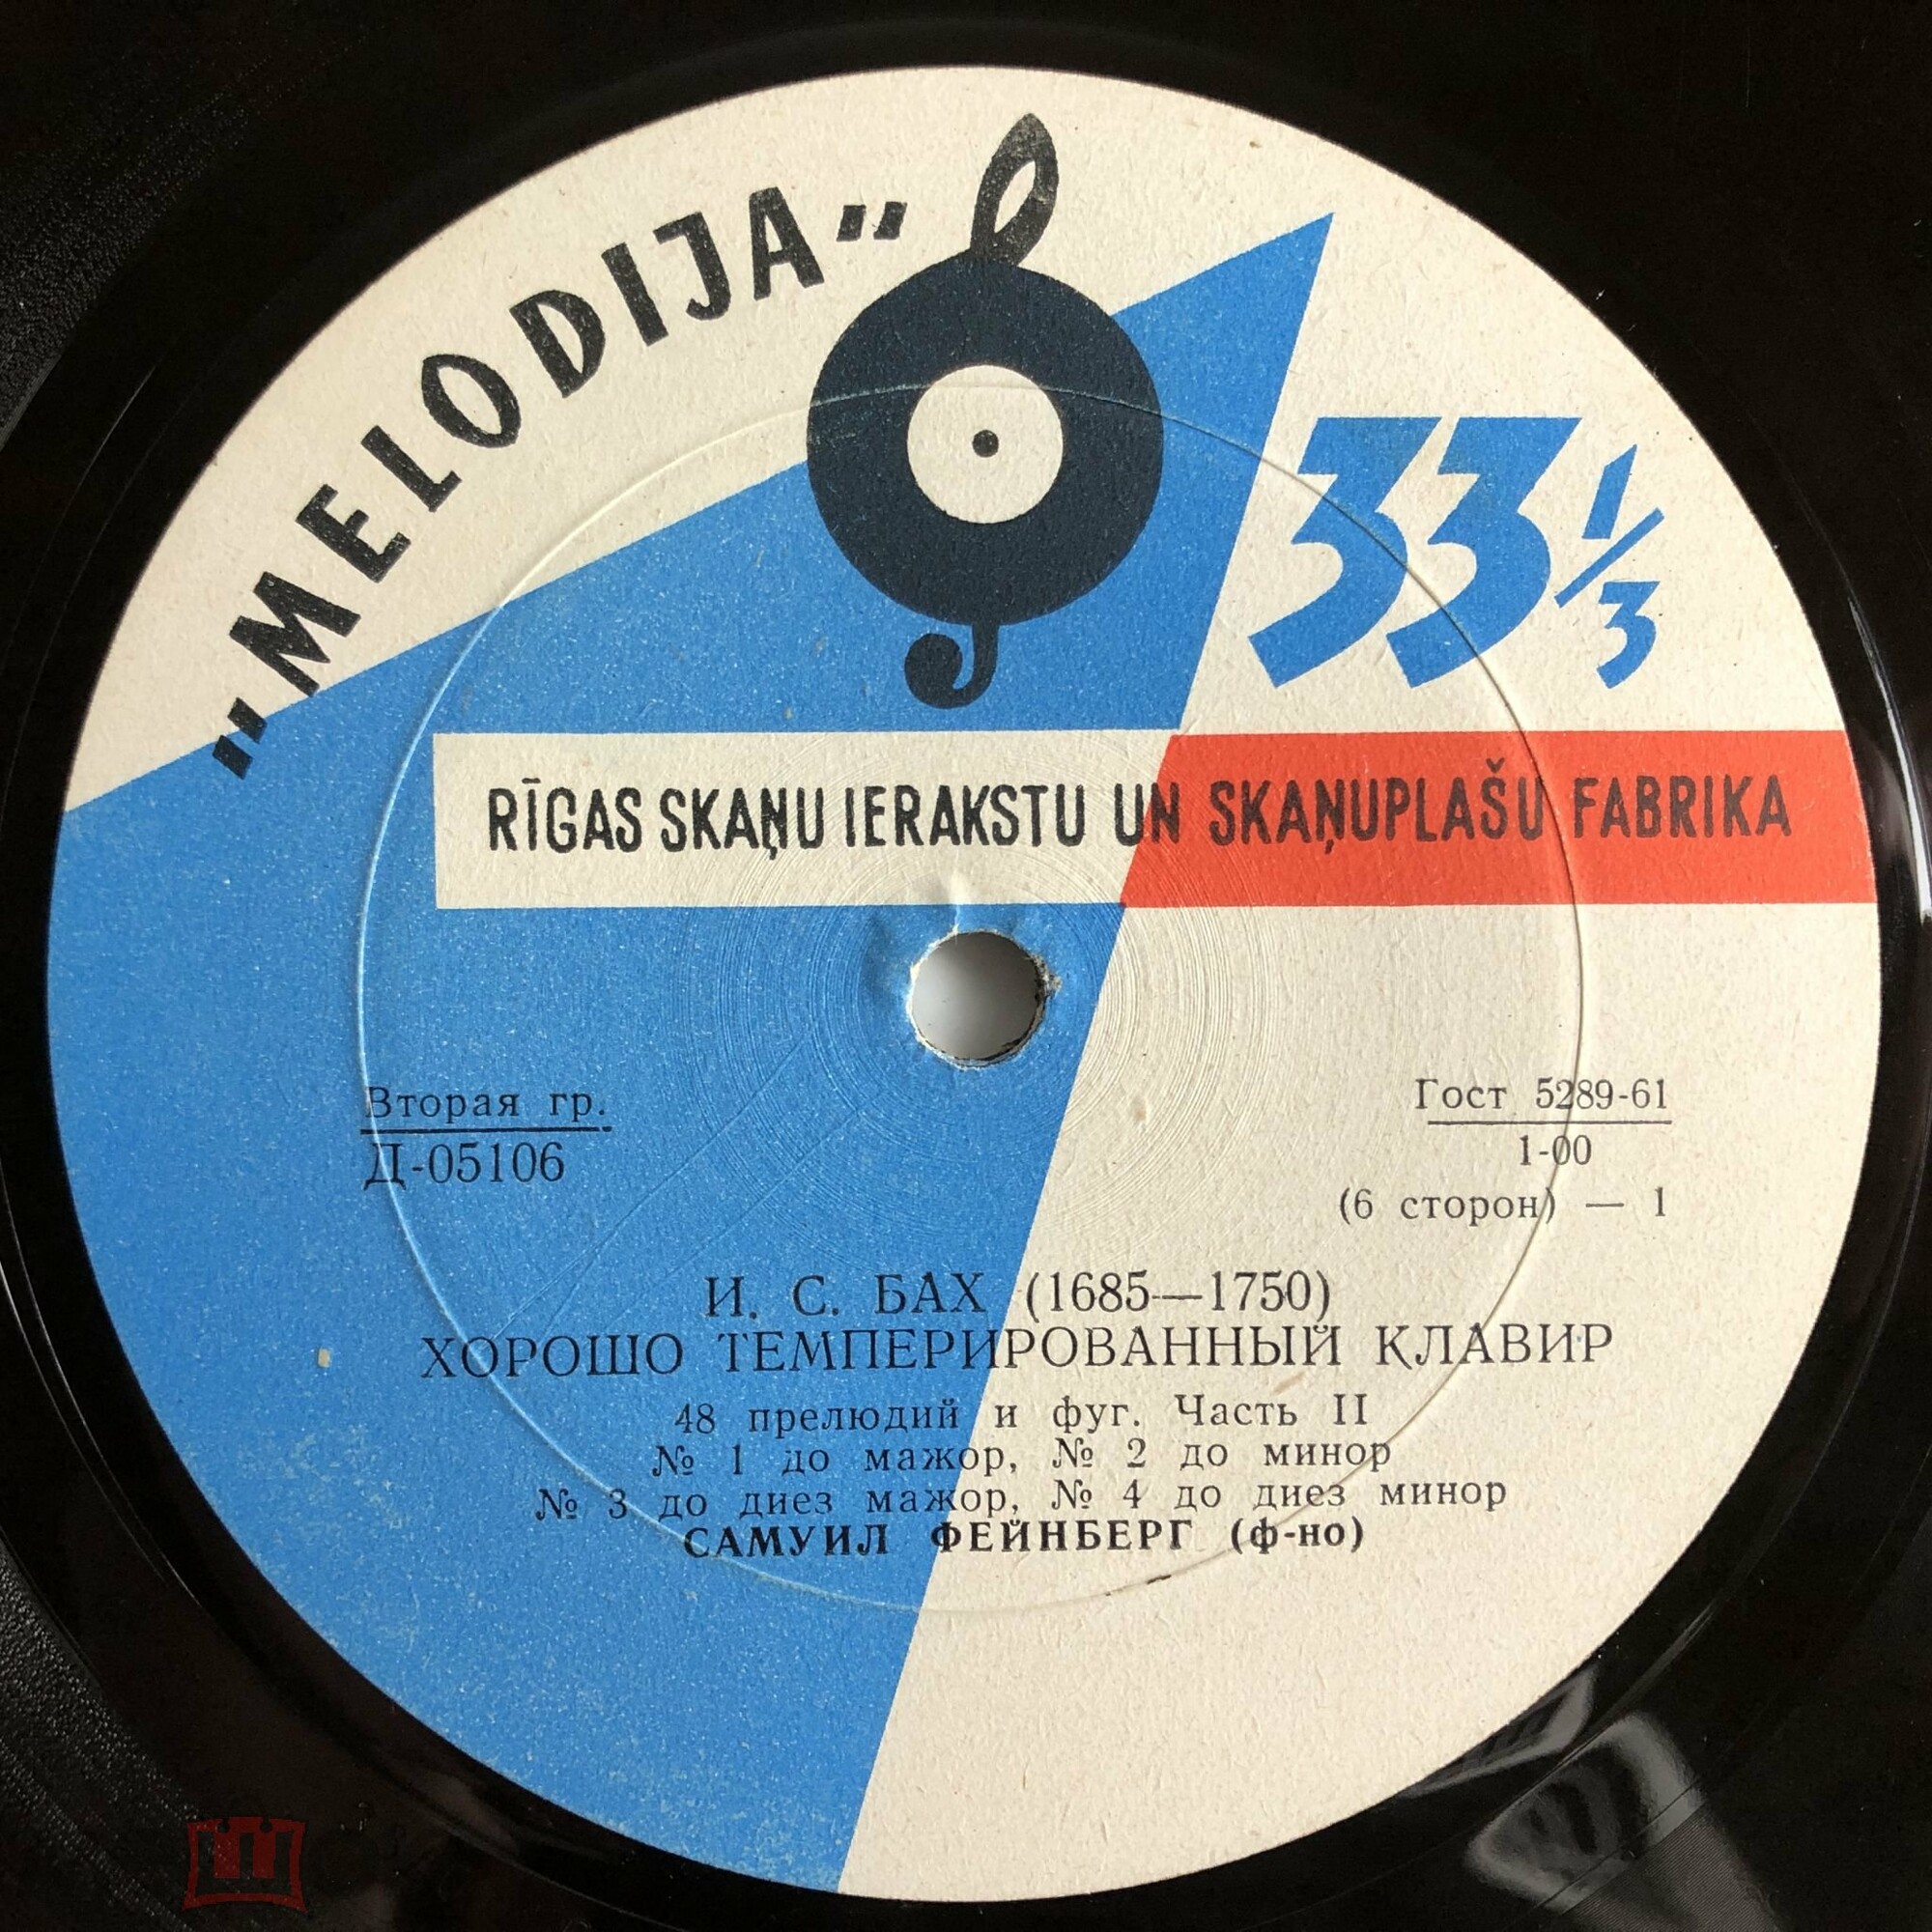 „MELODIJA”
33 1/3
RĪGAS SKAŅU IERAKSTU UN SKAŅUPLAŠU FABRIKA
Вторая гр.
Д-05106
Гост 5289-61
1-00
(6 сторон) — 1
И. С. БАХ (1685—1750)
ХОРОШО ТЕМПЕРИРОВАННЫЙ КЛАВИР
48 прелюдий и фуг. Часть II
№ 1 до мажор, № 2 до минор
№ 3 до диез мажор, № 4 до диез минор
САМУИЛ ФЕЙНБЕРГ (ф-но)